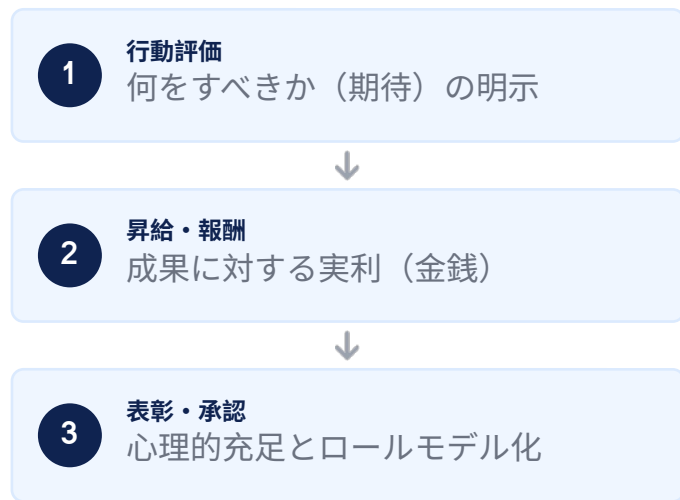 1
行動評価
何をすべきか（期待）の明示
2
昇給・報酬
成果に対する実利（金銭）
3
表彰・承認
心理的充足とロールモデル化